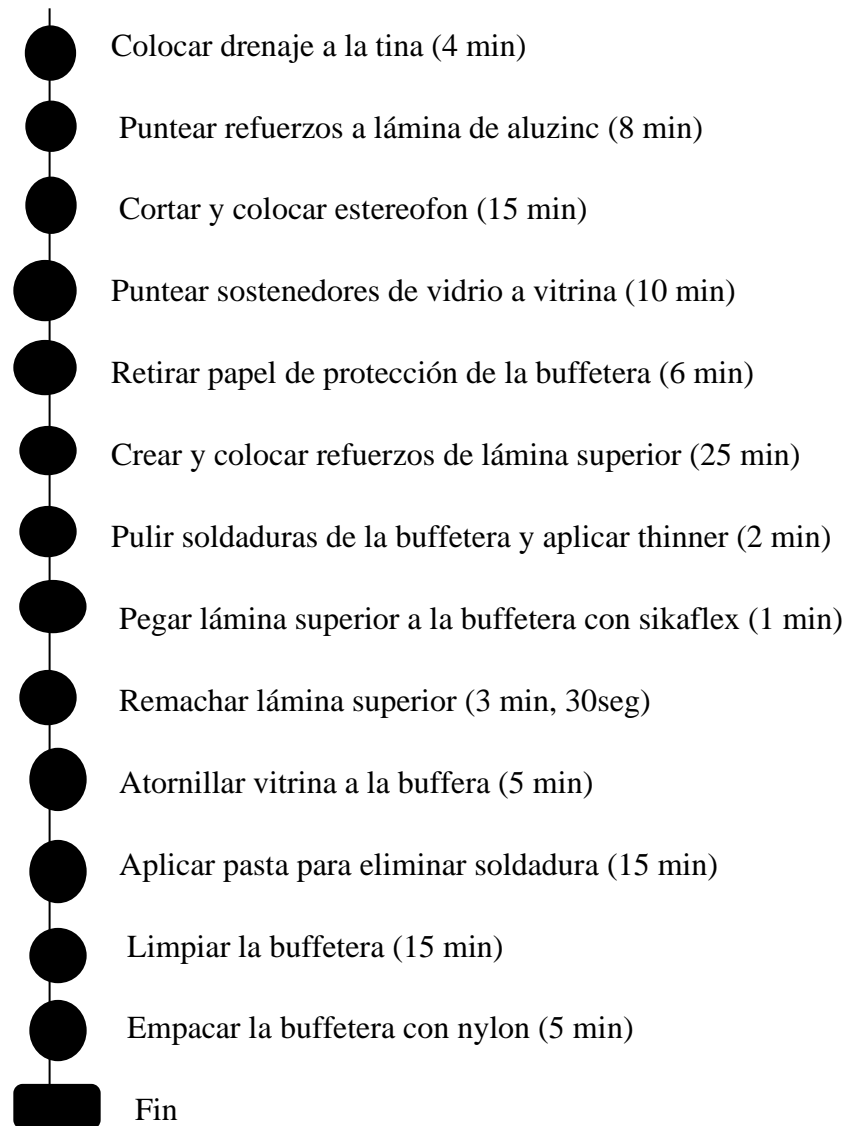 Colocar drenaje a la tina (4 min)
Puntear refuerzos a lámina de aluzinc (8 min)
Cortar y colocar estereofon (15 min)
Puntear sostenedores de vidrio a vitrina (10 min)
Retirar papel de protección de la buffetera (6 min)
Crear y colocar refuerzos de lámina superior (25 min)
Pulir soldaduras de la buffetera y aplicar thinner (2 min)
Pegar lámina superior a la buffetera con sikaflex (1 min)
Remachar lámina superior (3 min, 30seg)
Atornillar vitrina a la buffera (5 min)
Aplicar pasta para eliminar soldadura (15 min)
Limpiar la buffetera (15 min)
Empacar la buffetera con nylon (5 min)
Fin